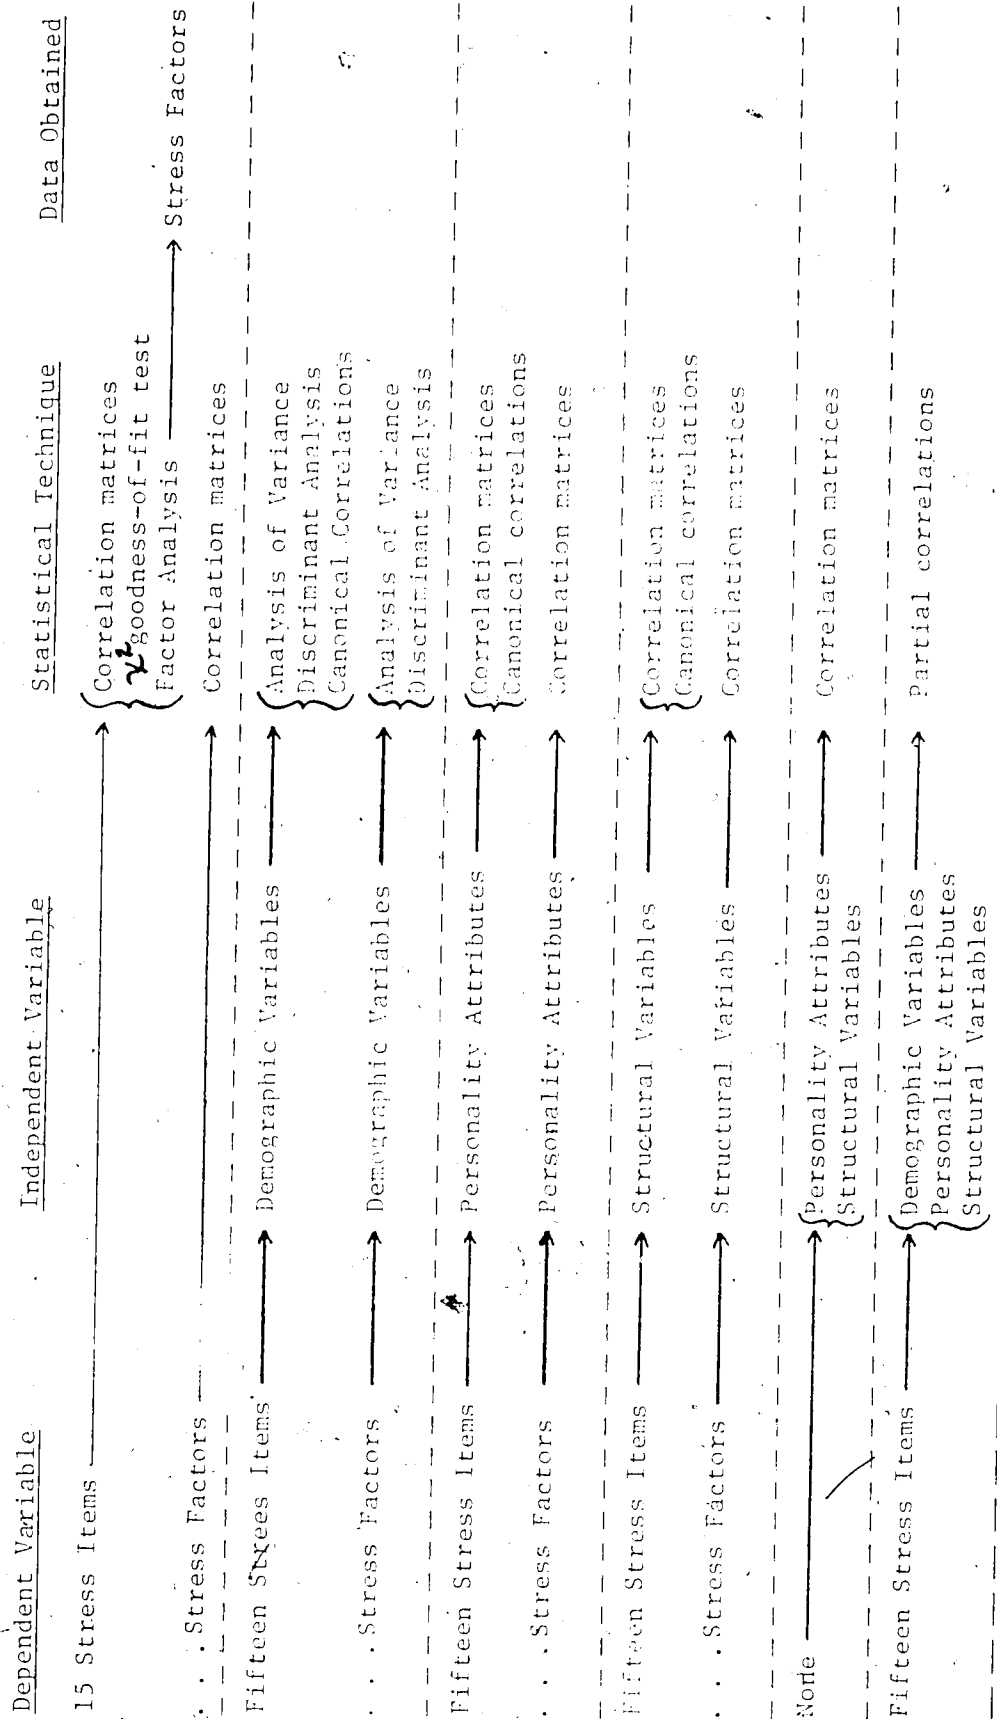 Dependent Variable Independent Variable Statistical Technique Data Obtained
15 Stress Items Correlation matrices
χ² goodness-of-fit test
Factor Analysis Stress Factors
. . . Stress Factors Correlation matrices
Fifteen Strees Items Demographic Variables Analysis of Variance
Discriminant Analysis
Canonical Correlations
. . . Stress Factors Demographic Variables Analysis of Variance
Discriminant Analysis
Fifteen Stress Items Personality Attributes Correlation matrices
Canonical correlations
. . . Stress Factors Personality Attributes Correlation matrices
Fifteen Stress Items Structural Variables Correlation matrices
Canonical correlations
. . . Stress Factors Structural Variables Correlation matrices
None Personality Attributes Correlation matrices
Structural Variables
Fifteen Stress Items Demographic Variables Partial correlations
Personality Attributes
Structural Variables